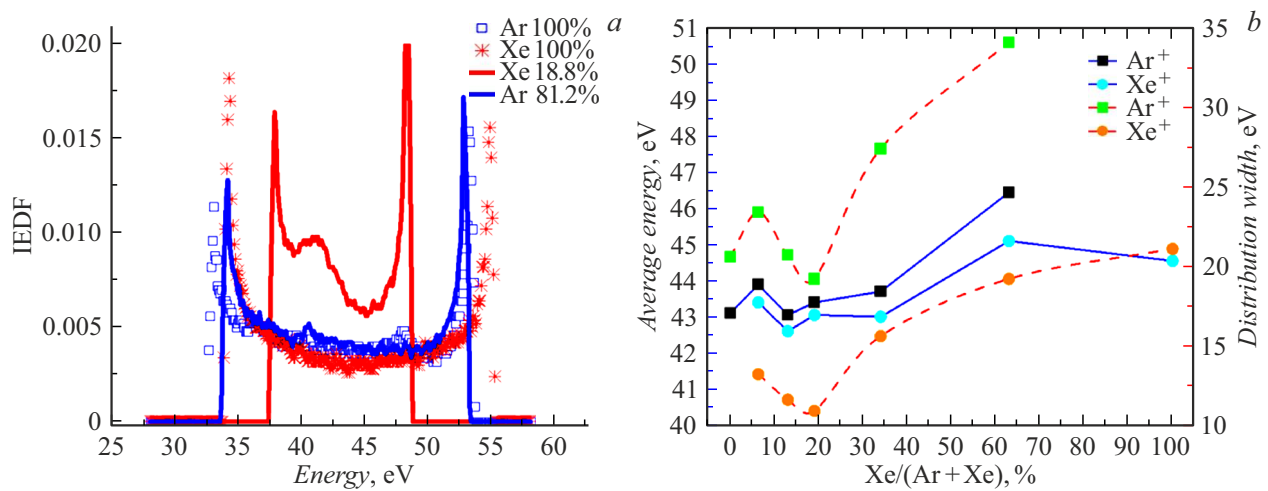 a
Ar 100%
Xe 100%
Xe 18.8%
Ar 81.2%
IEDF
0.020
0.015
0.010
0.005
0
25 30 35 40 45 50 55 60
Energy, eV
b
Ar⁺
Xe⁺
Ar⁺
Xe⁺
Average energy, eV
51
50
49
48
47
46
45
44
43
42
41
40
Distribution width, eV
35
30
25
20
15
10
0 10 20 30 40 50 60 70 80 90 100
Xe/(Ar + Xe), %